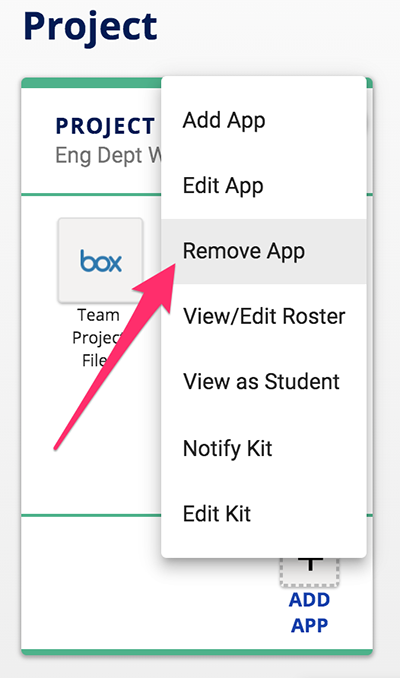 Project
PROJECT
Eng Dept
Add App
Edit App
Remove App
View/Edit Roster
View as Student
Notify Kit
Edit Kit
box
Team
Project
File
ADD
APP